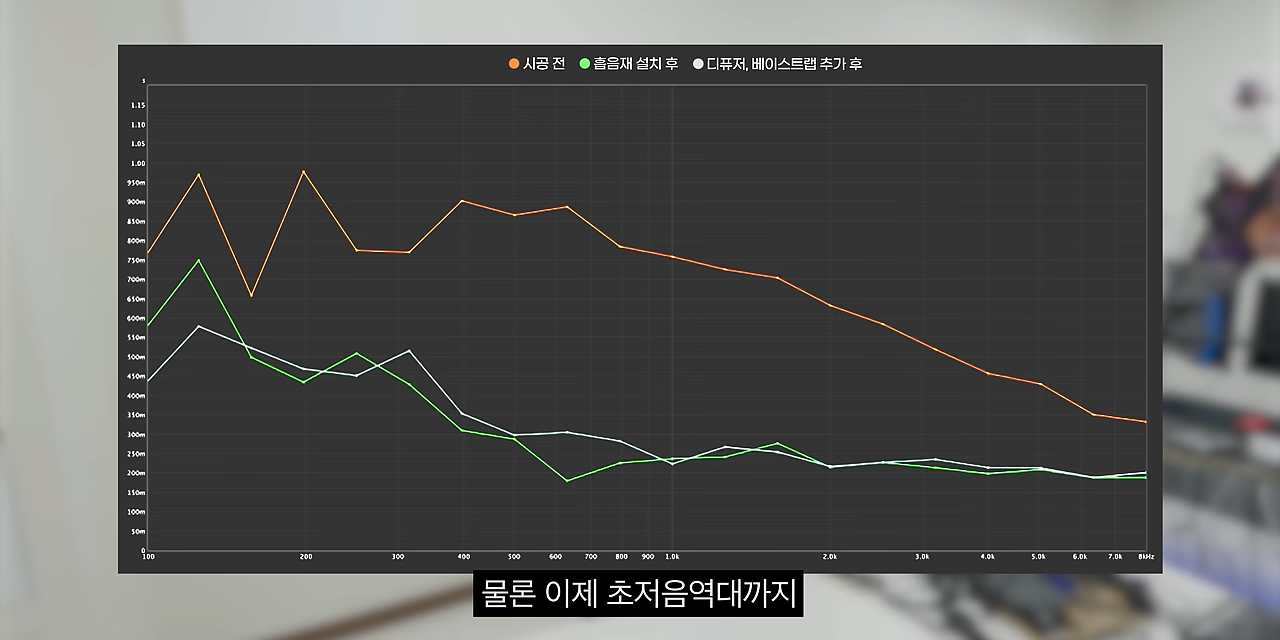 시공 전 흡음재 설치 후 디퓨저, 베이스트랩 추가 후
s
1.15
1.10
1.05
1.00
950m
900m
850m
800m
750m
700m
650m
600m
550m
500m
450m
400m
350m
300m
250m
200m
150m
100m
50m
0
100 200 300 400 500 600 700 800 900 1.0k 2.0k 3.0k 4.0k 5.0k 6.0k 7.0k 8kHz
물론 이제 초저음역대까지